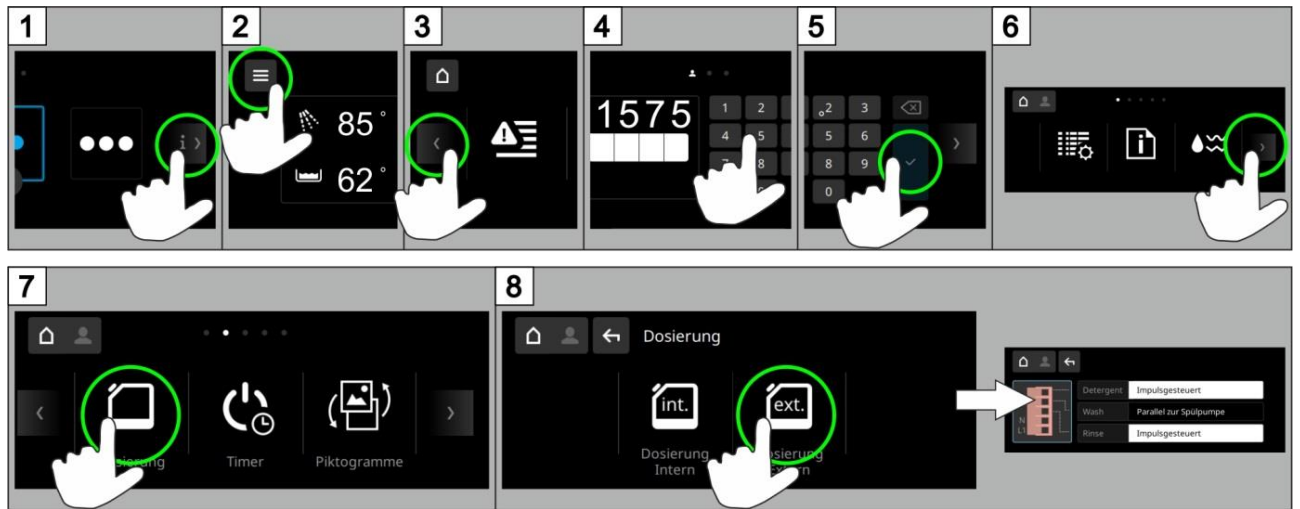 1
2
3
4
5
6
i
85°
62°
1575
1 2
4 5
7 8
2 3
5 6
8 9
0
i
7
8
Timer
Piktogramme
Dosierung
int.
ext.
Dosierung
Intern
Detergent Impulsgesteuert
Wash Parallel zur Spülpumpe
Rinse Impulsgesteuert
N
L1